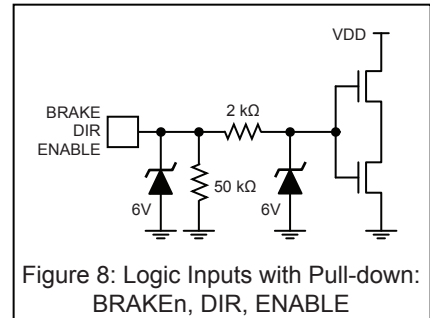 VDD
BRAKE
DIR
ENABLE
2 kΩ
50 kΩ
6V
6V
Figure 8: Logic Inputs with Pull-down:
BRAKEn, DIR, ENABLE